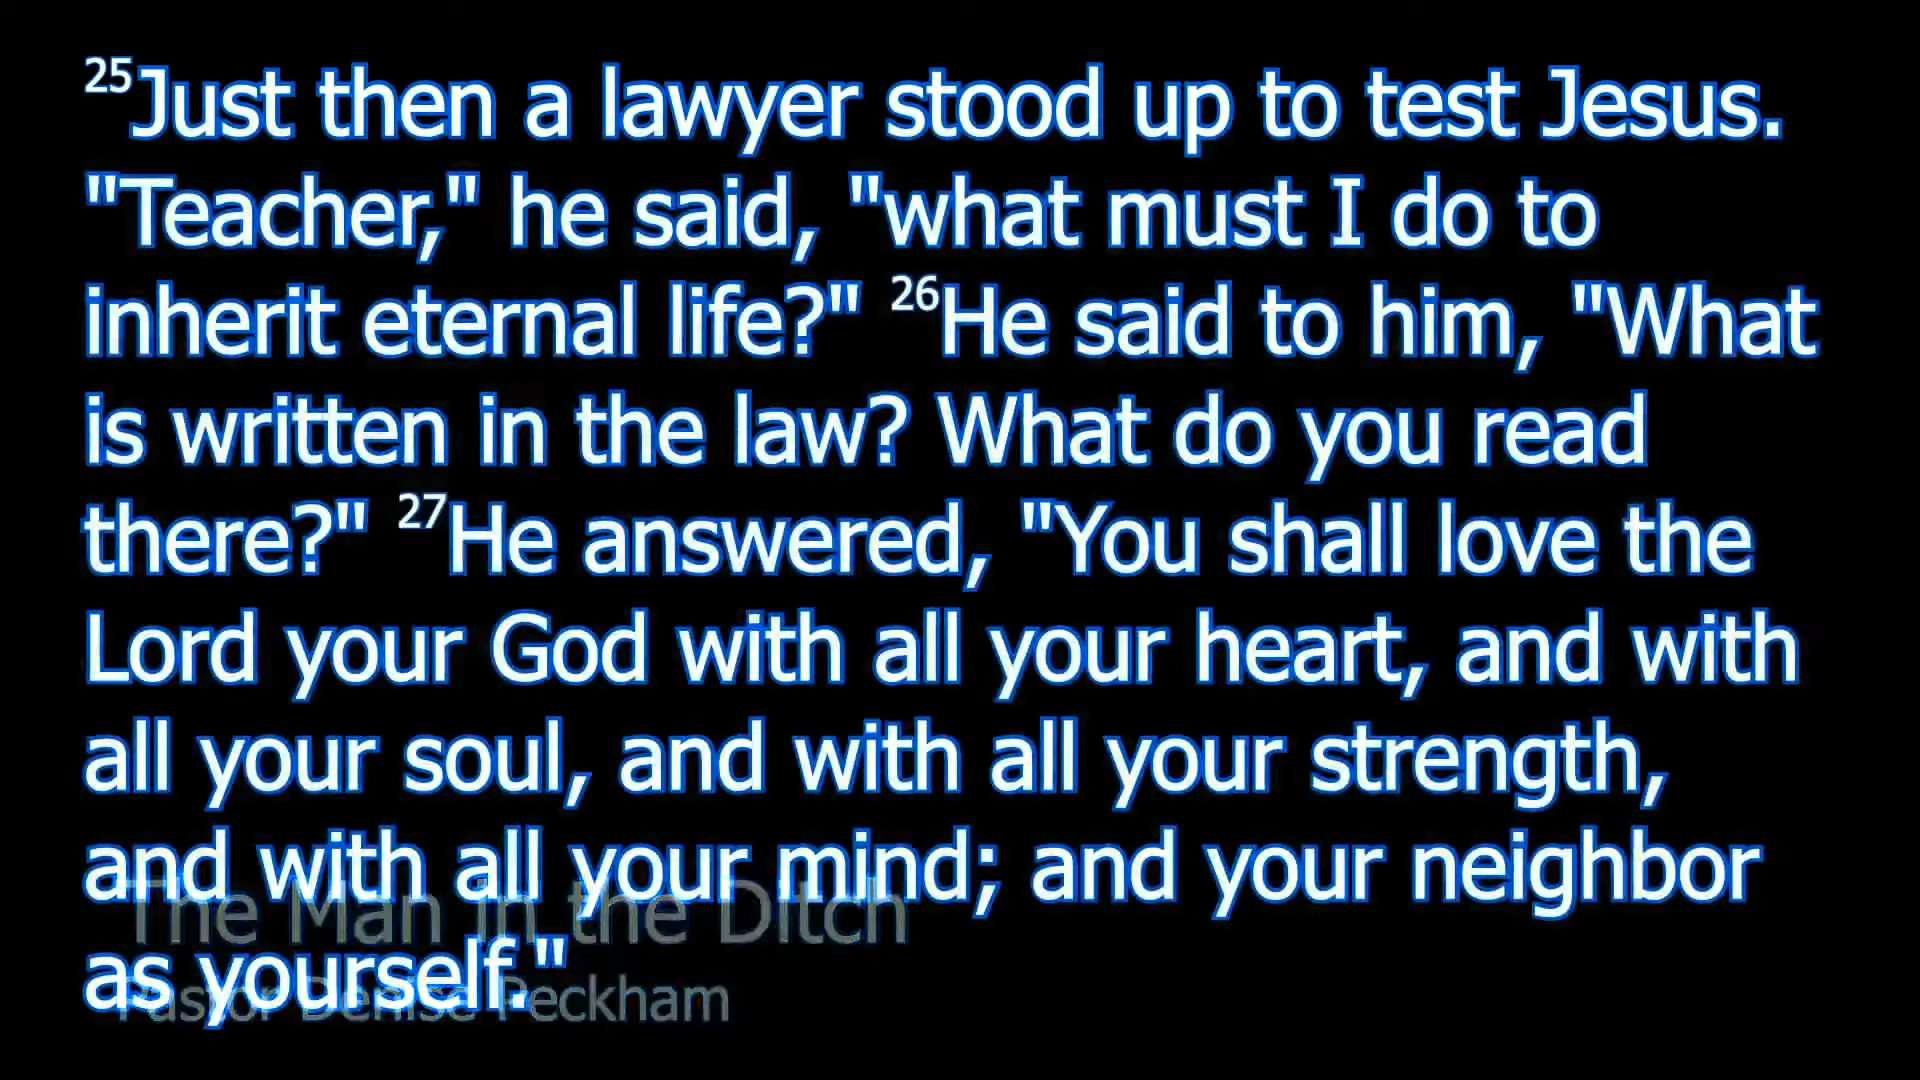 25Just then a lawyer stood up to test Jesus.
"Teacher," he said, "what must I do to
inherit eternal life?" 26He said to him, "What
is written in the law? What do you read
there?" 27He answered, "You shall love the
Lord your God with all your heart, and with
all your soul, and with all your strength,
and with all your mind; and your neighbor
The Man in the Ditch
as yourself."
Pastor Denise Peckham